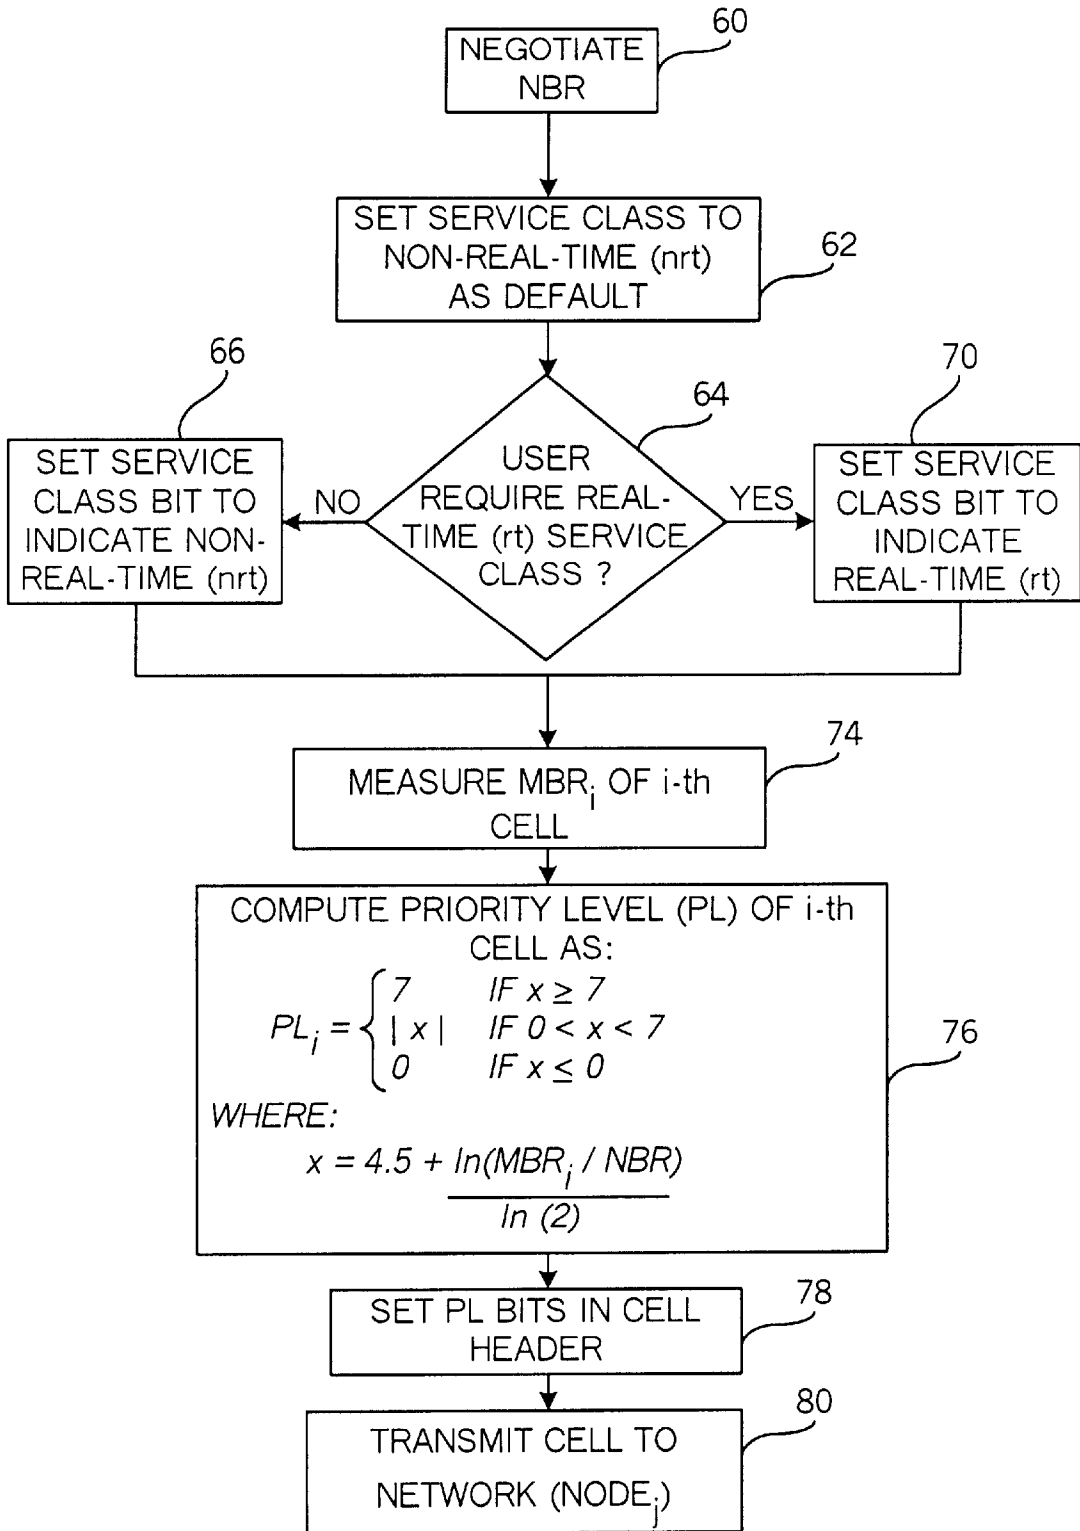 60
NEGOTIATE
NBR
SET SERVICE CLASS TO
NON-REAL-TIME (nrt)
AS DEFAULT
62
66
SET SERVICE
CLASS BIT TO
INDICATE NON-
REAL-TIME (nrt)
NO
64
USER
REQUIRE REAL-
TIME (rt) SERVICE
CLASS ?
YES
70
SET SERVICE
CLASS BIT TO
INDICATE
REAL-TIME (rt)
74
MEASURE MBR_i OF i-th
CELL
COMPUTE PRIORITY LEVEL (PL) OF i-th
CELL AS:
7 IF x ≥ 7
PL_i = { | x | IF 0 < x < 7
0 IF x ≤ 0
76
WHERE:
x = 4.5 + ln(MBR_i / NBR)
ln (2)
SET PL BITS IN CELL
HEADER
78
80
TRANSMIT CELL TO
NETWORK (NODE_j)